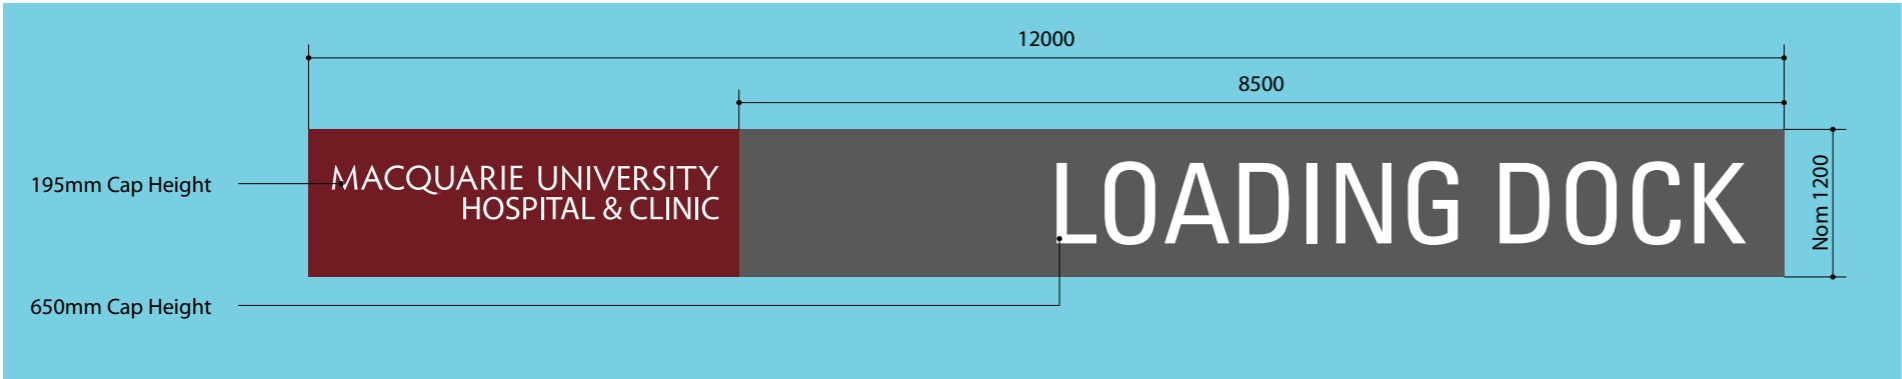 12000
8500
195mm Cap Height
MACQUARIE UNIVERSITY
HOSPITAL & CLINIC
LOADING DOCK
Nom 1200
650mm Cap Height